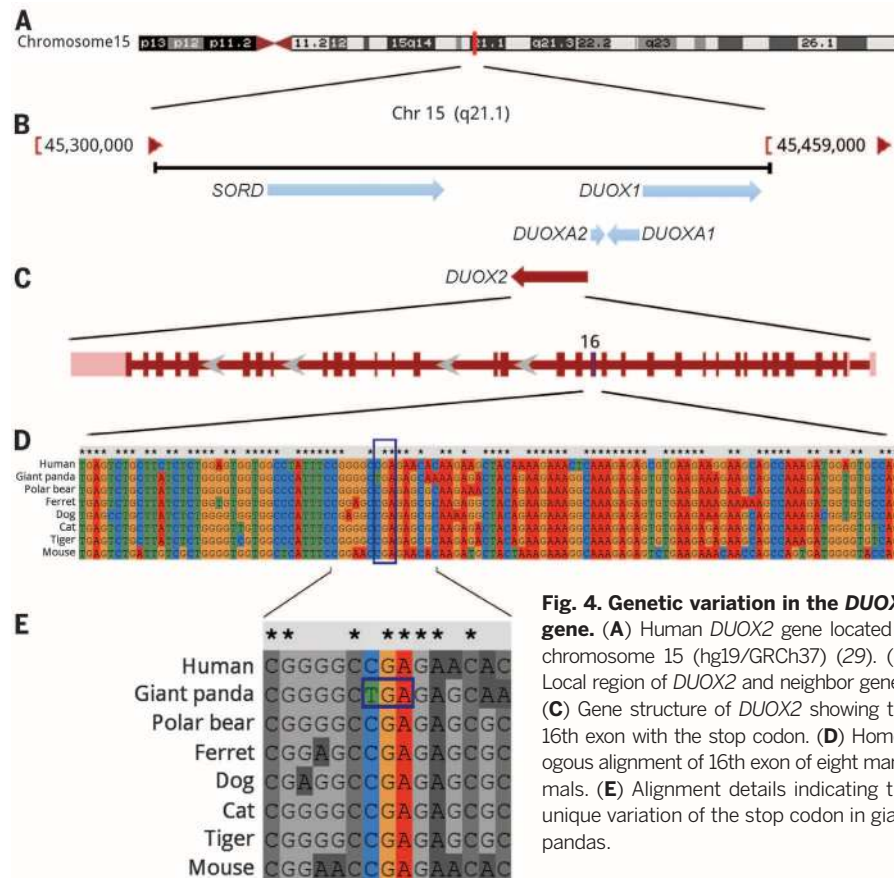 A
Chromosome15
p13 p12 p11.2 11.2 12 15q14 21.1 q21.3 22.2 q23 26.1
Chr 15 (q21.1)
B
[ 45,300,000
[ 45,459,000
SORD
DUOX1
DUOXA2
DUOXA1
DUOX2
C
16
D
Human
Giant panda
Polar bear
Ferret
Dog
Cat
Tiger
Mouse
E
** * **** *
Human CGGGGCCGAGAACAC
Giant panda CGGGGCTGAGAGCAA
Polar bear CGGGGCCGAGAGCGC
Ferret CGGAGCCGAGAGCGC
Dog CGAGGCCGAGAGCGC
Cat CGGGGCCGAGAGCGC
Tiger CGGGGCCGAGAGCGC
Mouse CGGAACCGAGAACAC
Fig. 4. Genetic variation in the DUOX
gene. (A) Human DUOX2 gene located
chromosome 15 (hg19/GRCh37) (29). (
Local region of DUOX2 and neighbor gene
(C) Gene structure of DUOX2 showing t
16th exon with the stop codon. (D) Hom
ogous alignment of 16th exon of eight mar
mals. (E) Alignment details indicating t
unique variation of the stop codon in gia
pandas.